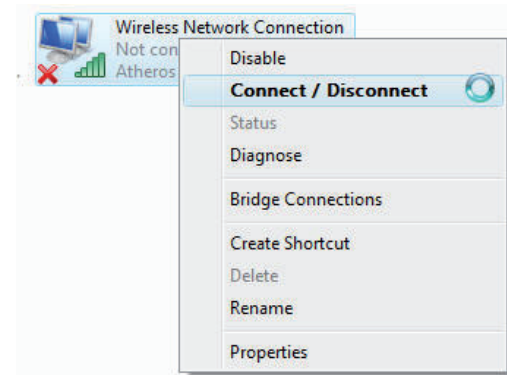 Wireless Network Connection
Not con
Atheros
Disable
Connect / Disconnect
Status
Diagnose
Bridge Connections
Create Shortcut
Delete
Rename
Properties